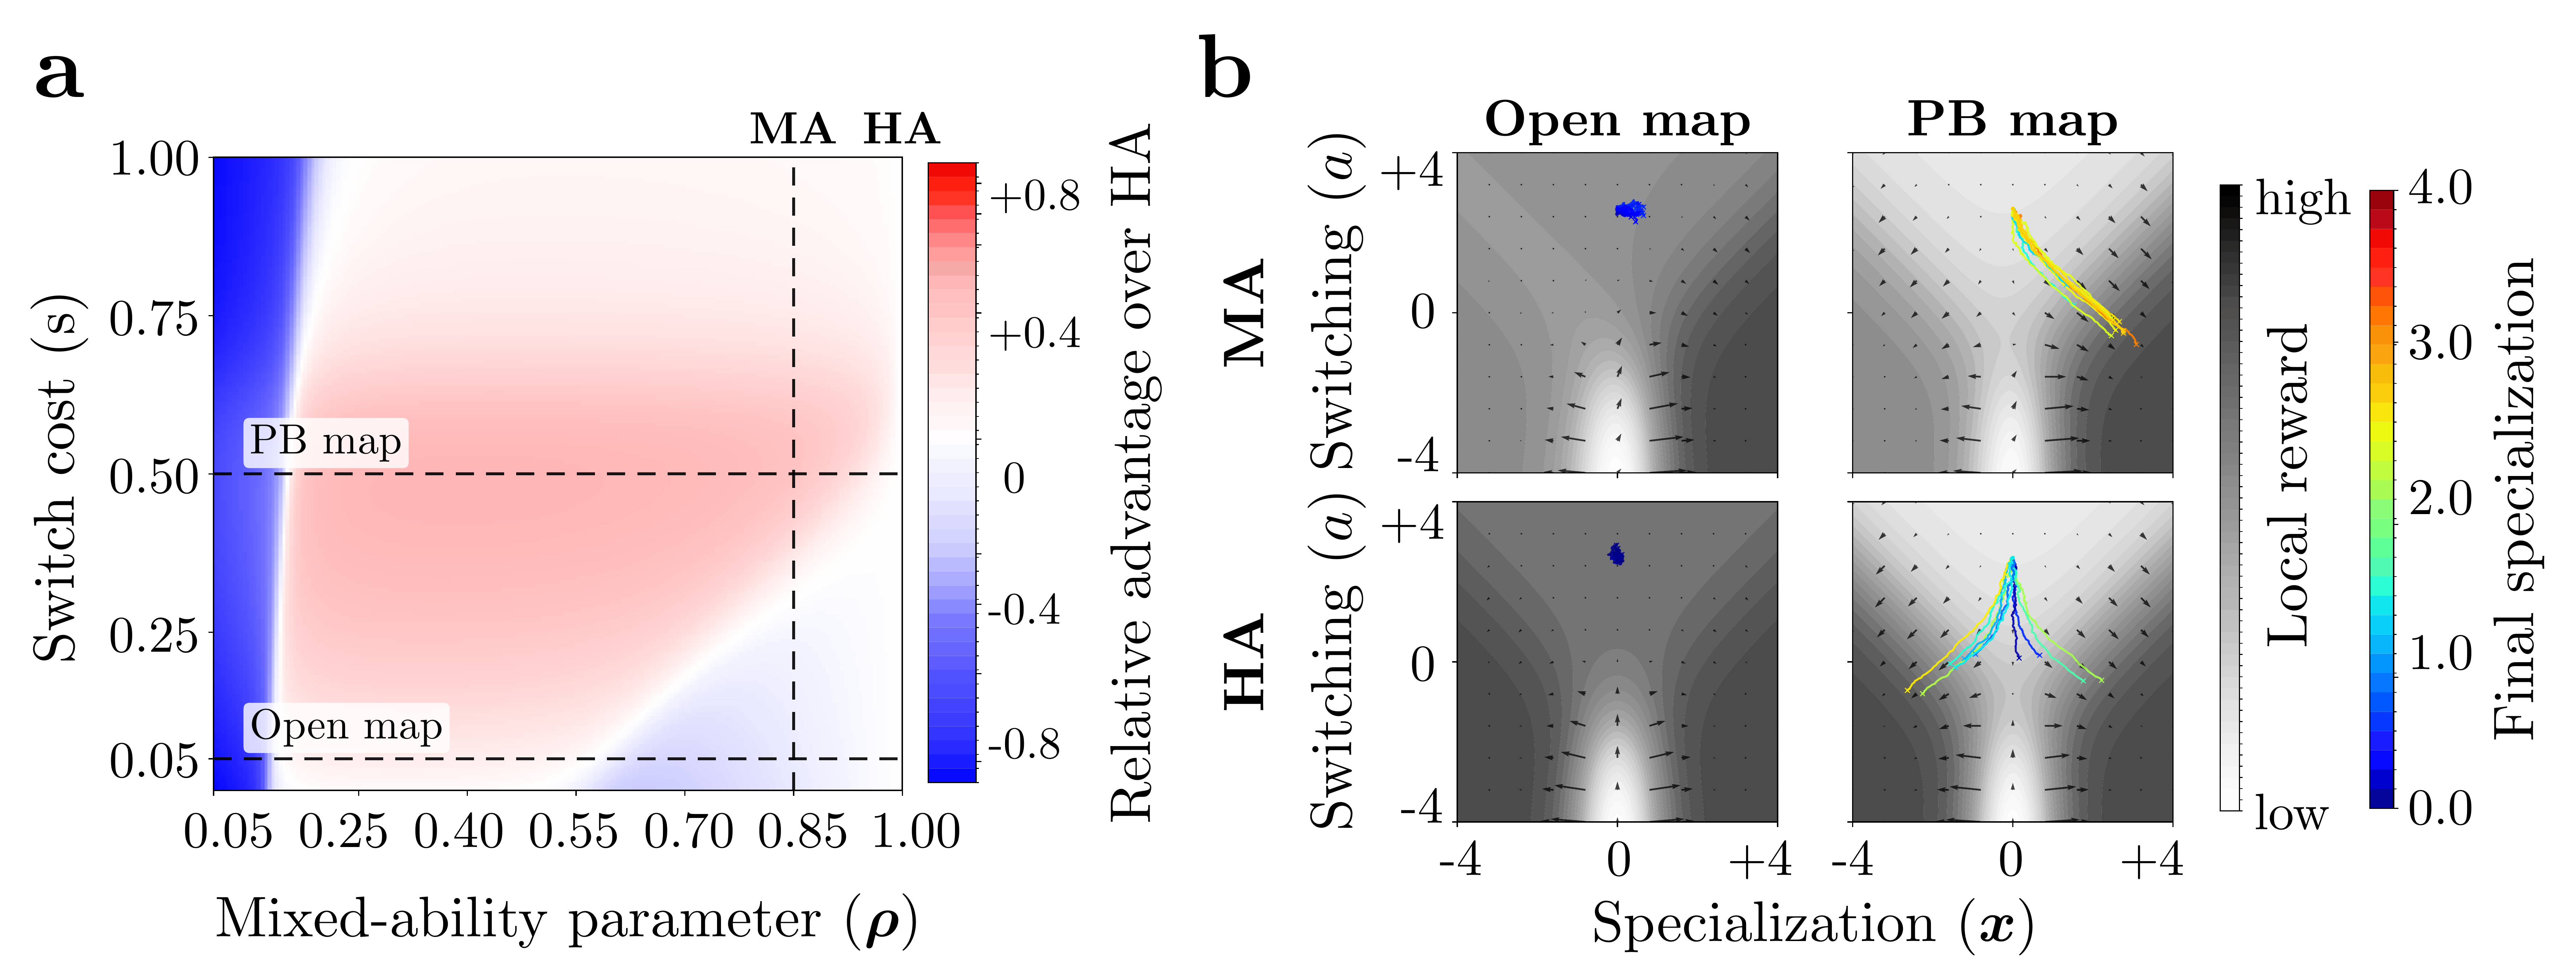 a
MA HA
1.00
0.75
0.50
0.25
0.05
Switch cost (s)
PB map
Open map
0.05 0.25 0.40 0.55 0.70 0.85 1.00
Mixed-ability parameter (ρ)
+0.8
+0.4
0
-0.4
-0.8
Relative advantage over HA
b
Open map PB map
MA
Switching (a)
+4
0
-4
HA
Switching (a)
+4
0
-4
-4 0 +4 -4 0 +4
Specialization (x)
high
low
Local reward
4.0
3.0
2.0
1.0
0.0
Final specialization